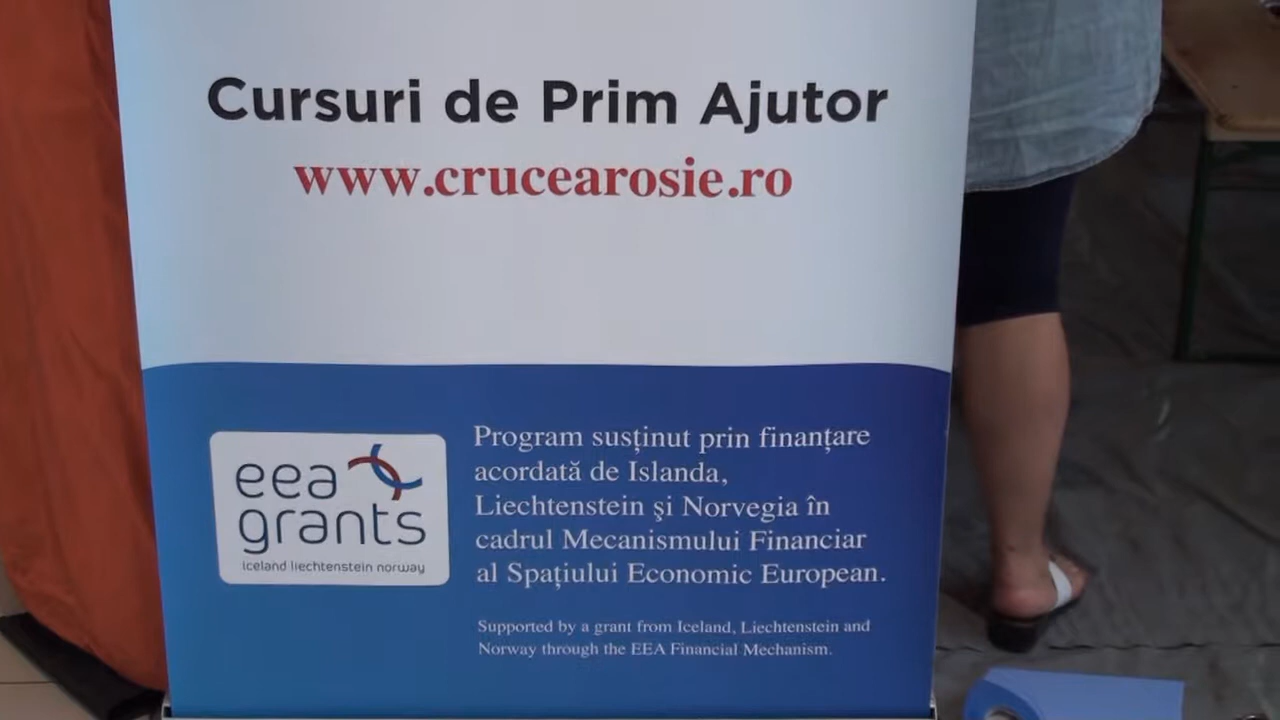 Cursuri de Prim Ajutor
www.crucearosie.ro
eea
grants
iceland liechtenstein norway
Program susținut prin finanțare
acordată de Islanda,
Liechtenstein şi Norvegia în
cadrul Mecanismului Financiar
al Spațiului Economic European.
Supported by a grant from Iceland, Liechtenstein and
Norway through the EEA Financial Mechanism.